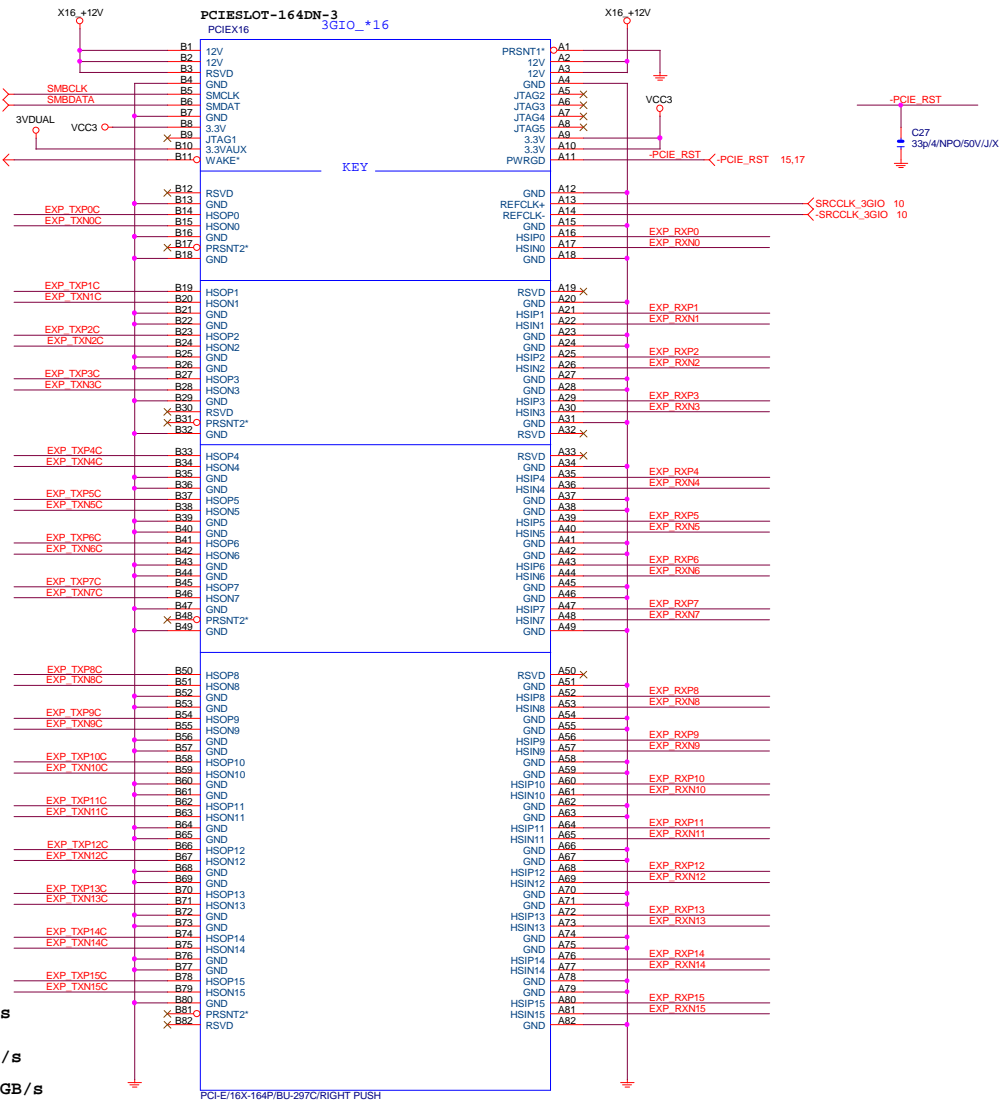 X16_+12V PCIESLOT-164DN-3 X16_+12V
PCIEX16 3GIO_*16
B1 12V PRSNT1* A1
B2 12V 12V A2
B3 RSVD 12V A3
B4 GND GND A4
SMBCLK B5 SMCLK JTAG2 A5
SMBDATA B6 SMDAT JTAG3 A6
B7 GND JTAG4 A7 VCC3 -PCIE_RST
3VDUAL VCC3 B8 3.3V JTAG5 A8
B9 JTAG1 3.3V A9 C27
B10 3.3VAUX 3.3V A10 33p/4/NPO/50V/J/X
B11 WAKE* PWRGD A11 -PCIE_RST -PCIE_RST 15,17
KEY
B12 RSVD GND A12
B13 GND REFCLK+ A13 SRCCLK_3GIO 10
EXP_TXP0C B14 HSOP0 REFCLK- A14 -SRCCLK_3GIO 10
EXP_TXN0C B15 HSON0 GND A15
B16 GND HSIP0 A16 EXP_RXP0
B17 PRSNT2* HSIN0 A17 EXP_RXN0
B18 GND GND A18
EXP_TXP1C B19 HSOP1 RSVD A19
EXP_TXN1C B20 HSON1 GND A20
B21 GND HSIP1 A21 EXP_RXP1
B22 GND HSIN1 A22 EXP_RXN1
EXP_TXP2C B23 HSOP2 GND A23
EXP_TXN2C B24 HSON2 GND A24
B25 GND HSIP2 A25 EXP_RXP2
B26 GND HSIN2 A26 EXP_RXN2
EXP_TXP3C B27 HSOP3 GND A27
EXP_TXN3C B28 HSON3 GND A28
B29 GND HSIP3 A29 EXP_RXP3
B30 RSVD HSIN3 A30 EXP_RXN3
B31 PRSNT2* GND A31
B32 GND RSVD A32
EXP_TXP4C B33 HSOP4 RSVD A33
EXP_TXN4C B34 HSON4 GND A34
B35 GND HSIP4 A35 EXP_RXP4
B36 GND HSIN4 A36 EXP_RXN4
EXP_TXP5C B37 HSOP5 GND A37
EXP_TXN5C B38 HSON5 GND A38
B39 GND HSIP5 A39 EXP_RXP5
B40 GND HSIN5 A40 EXP_RXN5
EXP_TXP6C B41 HSOP6 GND A41
EXP_TXN6C B42 HSON6 GND A42
B43 GND HSIP6 A43 EXP_RXP6
B44 GND HSIN6 A44 EXP_RXN6
EXP_TXP7C B45 HSOP7 GND A45
EXP_TXN7C B46 HSON7 GND A46
B47 GND HSIP7 A47 EXP_RXP7
B48 PRSNT2* HSIN7 A48 EXP_RXN7
B49 GND GND A49
EXP_TXP8C B50 HSOP8 RSVD A50
EXP_TXN8C B51 HSON8 GND A51
B52 GND HSIP8 A52 EXP_RXP8
B53 GND HSIN8 A53 EXP_RXN8
EXP_TXP9C B54 HSOP9 GND A54
EXP_TXN9C B55 HSON9 GND A55
B56 GND HSIP9 A56 EXP_RXP9
B57 GND HSIN9 A57 EXP_RXN9
EXP_TXP10C B58 HSOP10 GND A58
EXP_TXN10C B59 HSON10 GND A59
B60 GND HSIP10 A60 EXP_RXP10
B61 GND HSIN10 A61 EXP_RXN10
EXP_TXP11C B62 HSOP11 GND A62
EXP_TXN11C B63 HSON11 GND A63
B64 GND HSIP11 A64 EXP_RXP11
B65 GND HSIN11 A65 EXP_RXN11
EXP_TXP12C B66 HSOP12 GND A66
EXP_TXN12C B67 HSON12 GND A67
B68 GND HSIP12 A68 EXP_RXP12
B69 GND HSIN12 A69 EXP_RXN12
EXP_TXP13C B70 HSOP13 GND A70
EXP_TXN13C B71 HSON13 GND A71
B72 GND HSIP13 A72 EXP_RXP13
B73 GND HSIN13 A73 EXP_RXN13
EXP_TXP14C B74 HSOP14 GND A74
EXP_TXN14C B75 HSON14 GND A75
B76 GND HSIP14 A76 EXP_RXP14
B77 GND HSIN14 A77 EXP_RXN14
EXP_TXP15C B78 HSOP15 GND A78
EXP_TXN15C B79 HSON15 GND A79
B80 GND HSIP15 A80 EXP_RXP15
s B81 PRSNT2* HSIN15 A81 EXP_RXN15
B82 RSVD GND A82
/s
GB/s
PCI-E/16X-164P/BU-297C/RIGHT PUSH